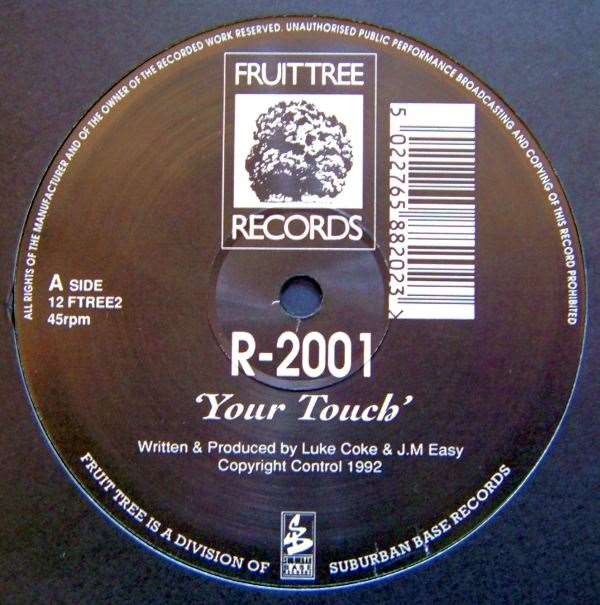 ALL RIGHTS OF THE MANUFACTURER AND OF THE OWNER OF THE RECORDED WORK RESERVED. UNAUTHORISED PUBLIC PERFORMANCE BROADCASTING AND COPYING OF THIS RECORD PROHIBITED
FRUIT TREE
RECORDS
5 022765 882023 >
A SIDE
12 FTREE2
45rpm
R-2001
'Your Touch'
Written & Produced by Luke Coke & J.M Easy
Copyright Control 1992
FRUIT TREE IS A DIVISION OF SUBURBAN BASE RECORDS